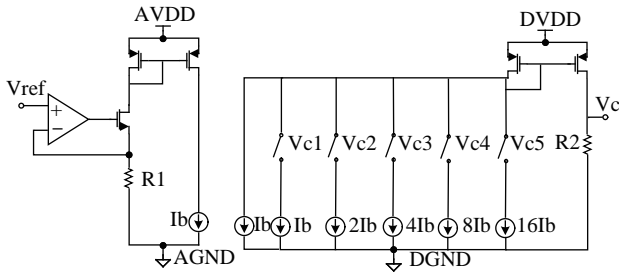 AVDD
DVDD
Vref
Vc
Vc1 Vc2 Vc3 Vc4 Vc5
R2
R1
Ib
Ib Ib 2Ib 4Ib 8Ib 16Ib
AGND
DGND